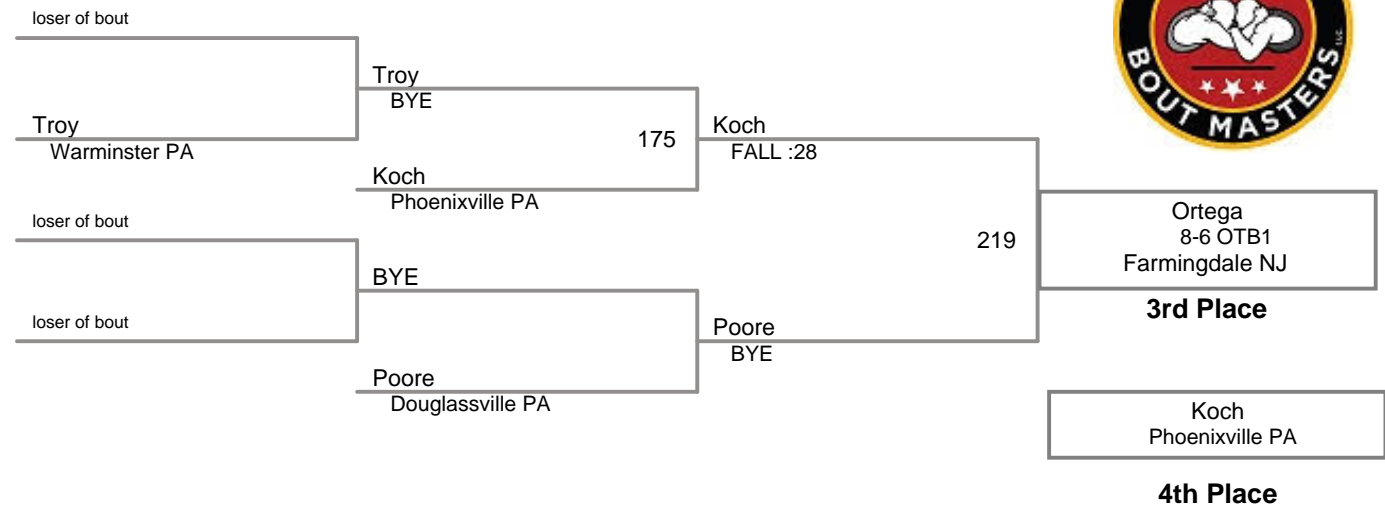 loser of bout
Troy
BYE
Troy
Warminster PA
175
Koch
FALL :28
Koch
Phoenixville PA
loser of bout
BYE
219
Ortega
8-6 OTB1
Farmingdale NJ
3rd Place
loser of bout
Poore
BYE
Poore
Douglassville PA
Koch
Phoenixville PA
4th Place
BOUT MASTERS LLC.